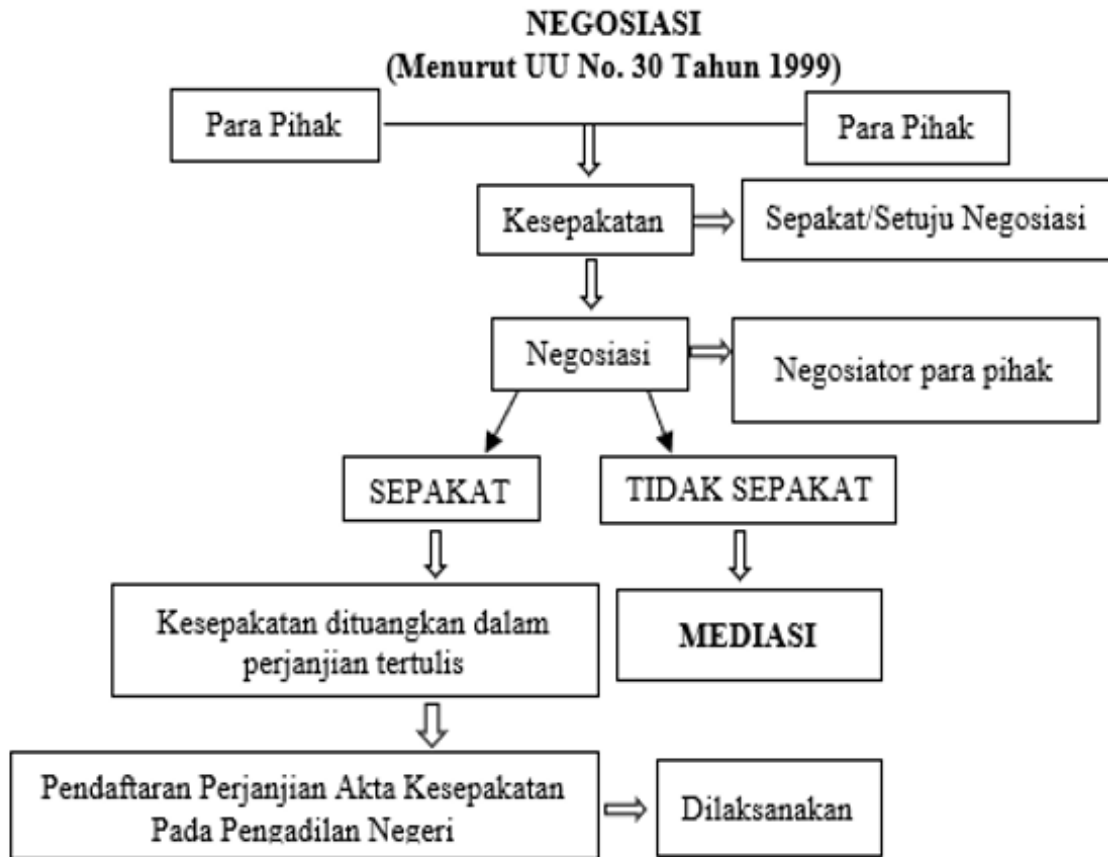 NEGOSIASI
(Menurut UU No. 30 Tahun 1999)
Para Pihak
Para Pihak
Kesepakatan
Sepakat/Setuju Negosiasi
Negosiasi
Negosiator para pihak
SEPAKAT
TIDAK SEPAKAT
Kesepakatan dituangkan dalam
perjanjian tertulis
MEDIASI
Pendaftaran Perjanjian Akta Kesepakatan
Pada Pengadilan Negeri
Dilaksanakan